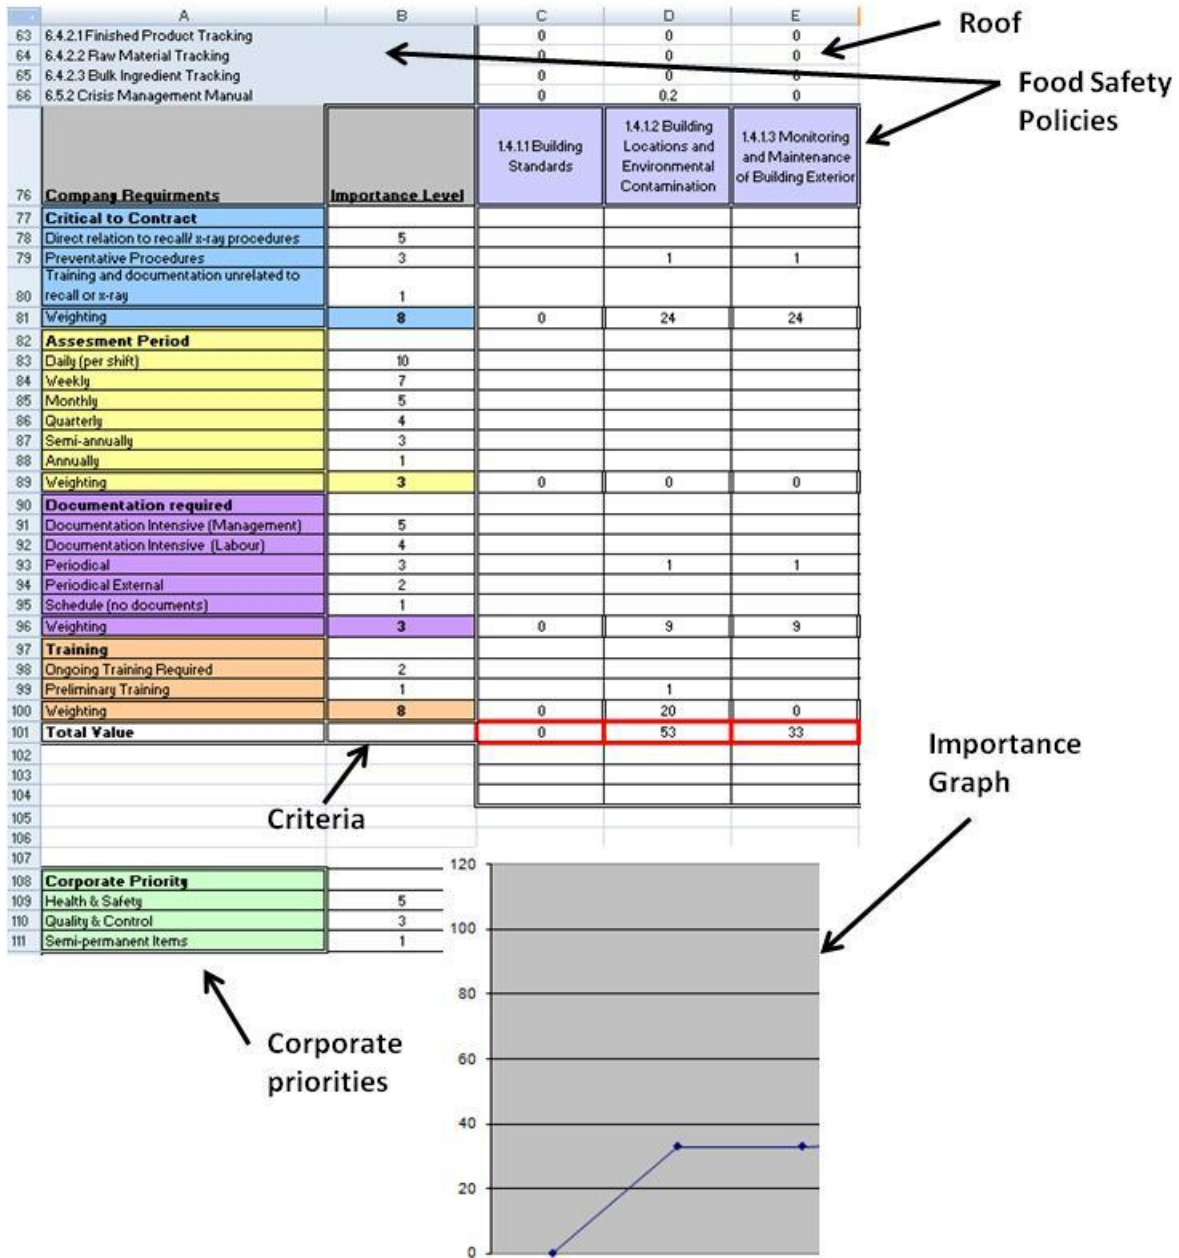 A B C D E
63 6.4.2.1 Finished Product Tracking 0 0 0
64 6.4.2.2 Raw Material Tracking 0 0 0
65 6.4.2.3 Bulk Ingredient Tracking 0 0 0
66 6.5.2 Crisis Management Manual 0 0.2 0
Roof
Food Safety
Policies
76 Company Requirments Importance Level
1.4.1.1 Building
Standards
1.4.1.2 Building
Locations and
Environmental
Contamination
1.4.1.3 Monitoring
and Maintenance
of Building Exterior
77 Critical to Contract
78 Direct relation to recall/ x-ray procedures 5
79 Preventative Procedures 3 1 1
Training and documentation unrelated to
80 recall or x-ray 1
81 Weighting 8 0 24 24
82 Assesment Period
83 Daily (per shift) 10
84 Weekly 7
85 Monthly 5
86 Quarterly 4
87 Semi-annually 3
88 Annually 1
89 Weighting 3 0 0 0
90 Documentation required
91 Documentation Intensive (Management) 5
92 Documentation Intensive (Labour) 4
93 Periodical 3 1 1
94 Periodical External 2
95 Schedule (no documents) 1
96 Weighting 3 0 9 9
97 Training
98 Ongoing Training Required 2
99 Preliminary Training 1 1
100 Weighting 8 0 20 0
101 Total Value 0 53 33
102
103
104
105
106
107
Criteria
Importance
Graph
108 Corporate Priority
109 Health & Safety 5
110 Quality & Control 3
111 Semi-permanent Items 1
Corporate
priorities
120
100
80
60
40
20
0